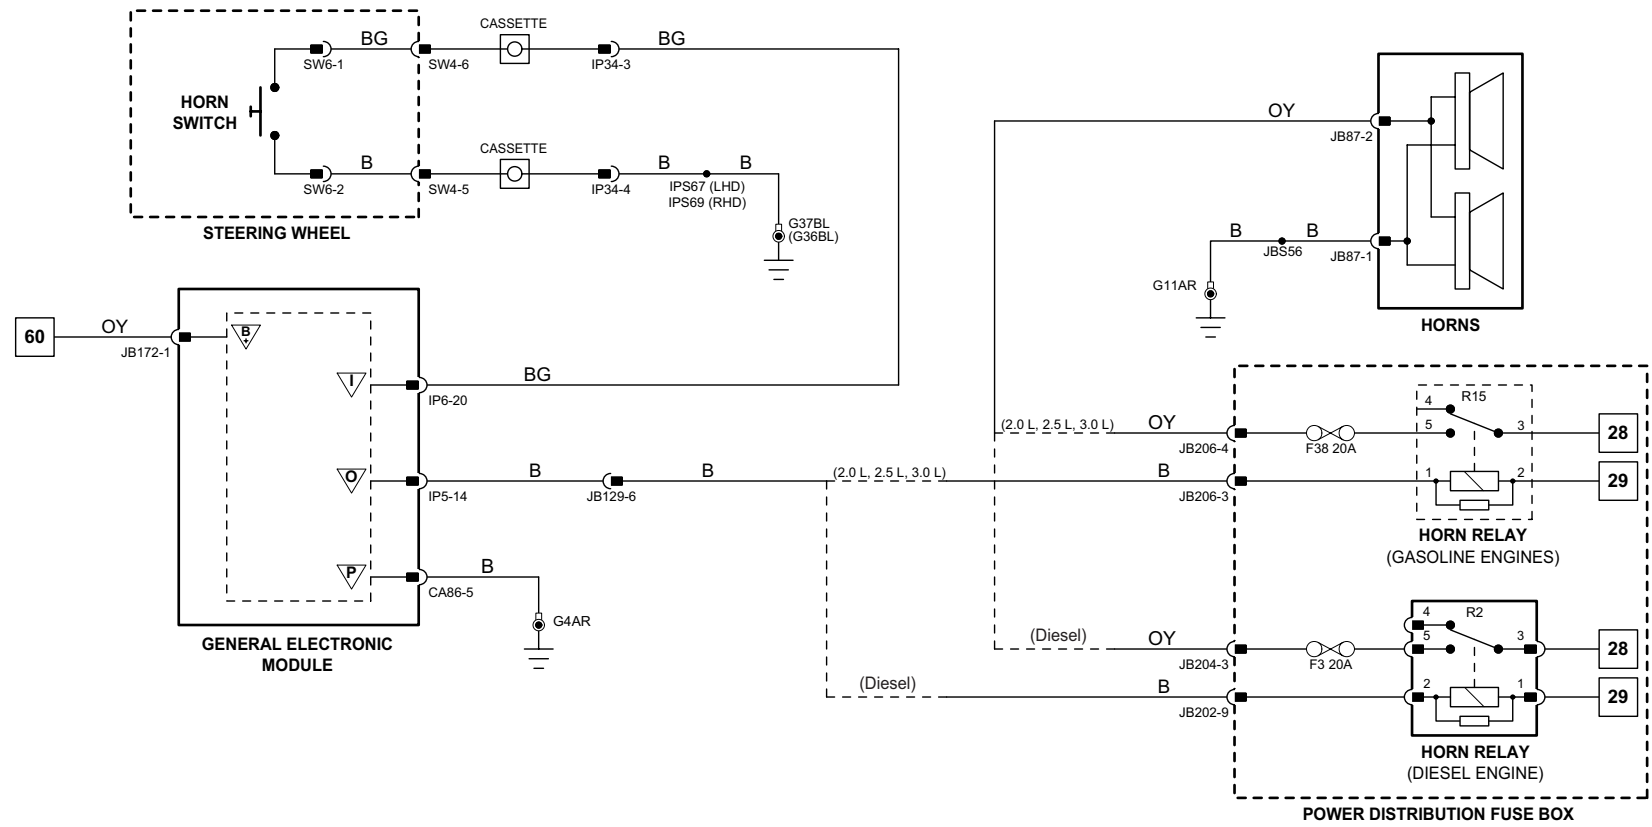 CASSETTE
BG
BG
SW6-1
SW4-6
IP34-3
HORN
SWITCH
CASSETTE
B
B
B
SW6-2
SW4-5
IP34-4
IPS67 (LHD)
IPS69 (RHD)
G37BL
(G36BL)
STEERING WHEEL
OY
JB87-2
B
B
JBS56
JB87-1
G11AR
HORNS
60
OY
JB172-1
B
+
I
BG
IP6-20
O
B
B
IP5-14
JB129-6
P
B
CA86-5
G4AR
GENERAL ELECTRONIC
MODULE
(2.0 L, 2.5 L, 3.0 L)
OY
JB206-4
F38 20A
4
R15
5
3
28
(2.0 L, 2.5 L, 3.0 L)
B
JB206-3
1
2
29
HORN RELAY
(GASOLINE ENGINES)
(Diesel)
OY
JB204-3
F3 20A
4
R2
5
3
28
(Diesel)
B
JB202-9
2
1
29
HORN RELAY
(DIESEL ENGINE)
POWER DISTRIBUTION FUSE BOX